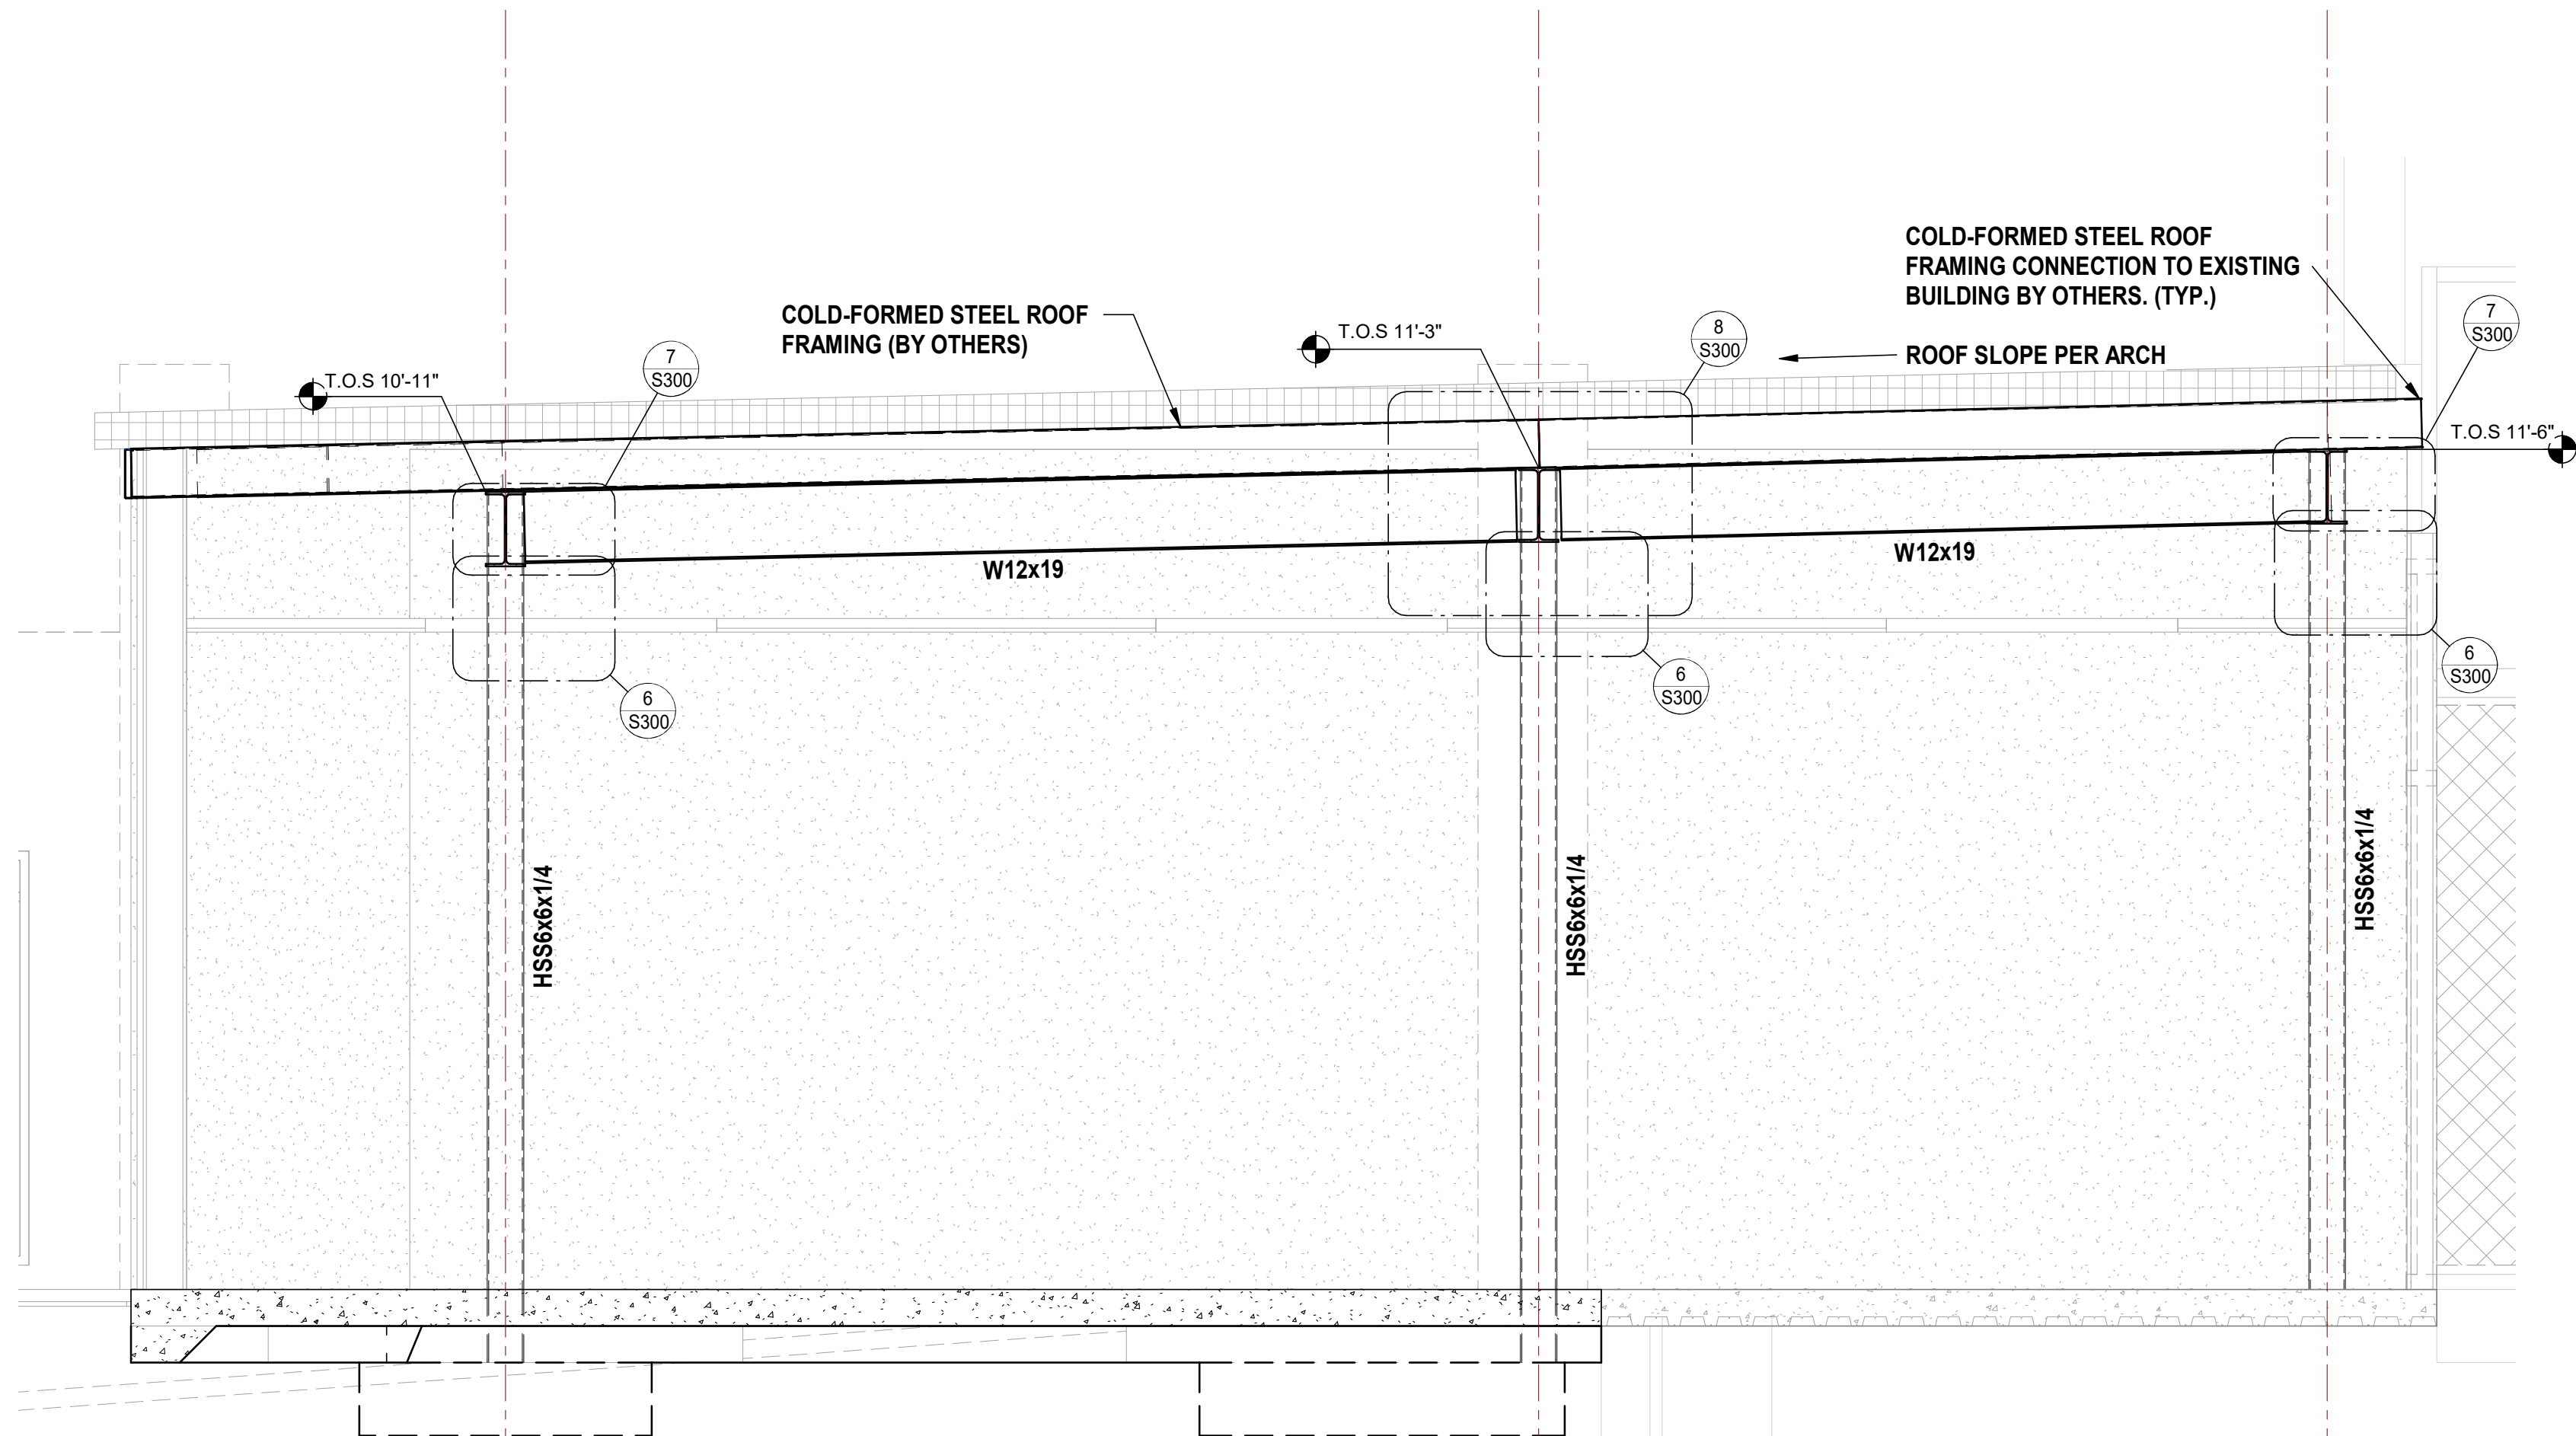 COLD-FORMED STEEL ROOF
FRAMING CONNECTION TO EXISTING
BUILDING BY OTHERS. (TYP.)
COLD-FORMED STEEL ROOF
FRAMING (BY OTHERS)
T.O.S 11'-3"
8
S300
7
S300
ROOF SLOPE PER ARCH
T.O.S 10'-11"
7
S300
T.O.S 11'-6"
W12x19
W12x19
6
S300
6
S300
6
S300
HSS6x6x1/4
HSS6x6x1/4
HSS6x6x1/4